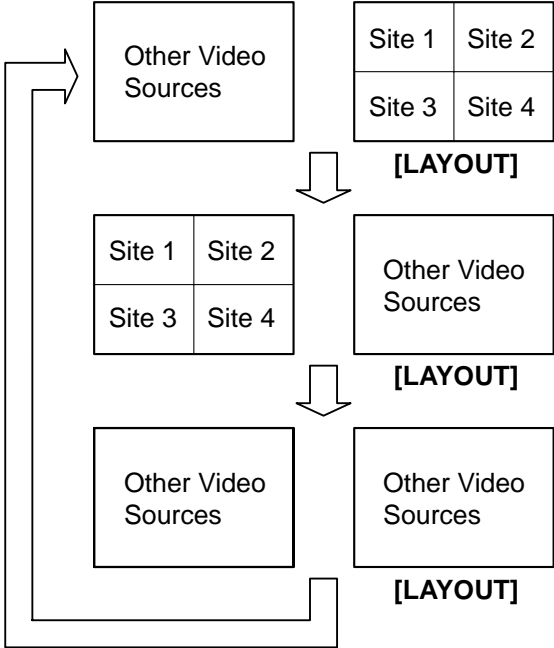 Other Video
Sources
Site 1 Site 2
Site 3 Site 4
[LAYOUT]
Site 1 Site 2
Site 3 Site 4
Other Video
Sources
[LAYOUT]
Other Video
Sources
Other Video
Sources
[LAYOUT]